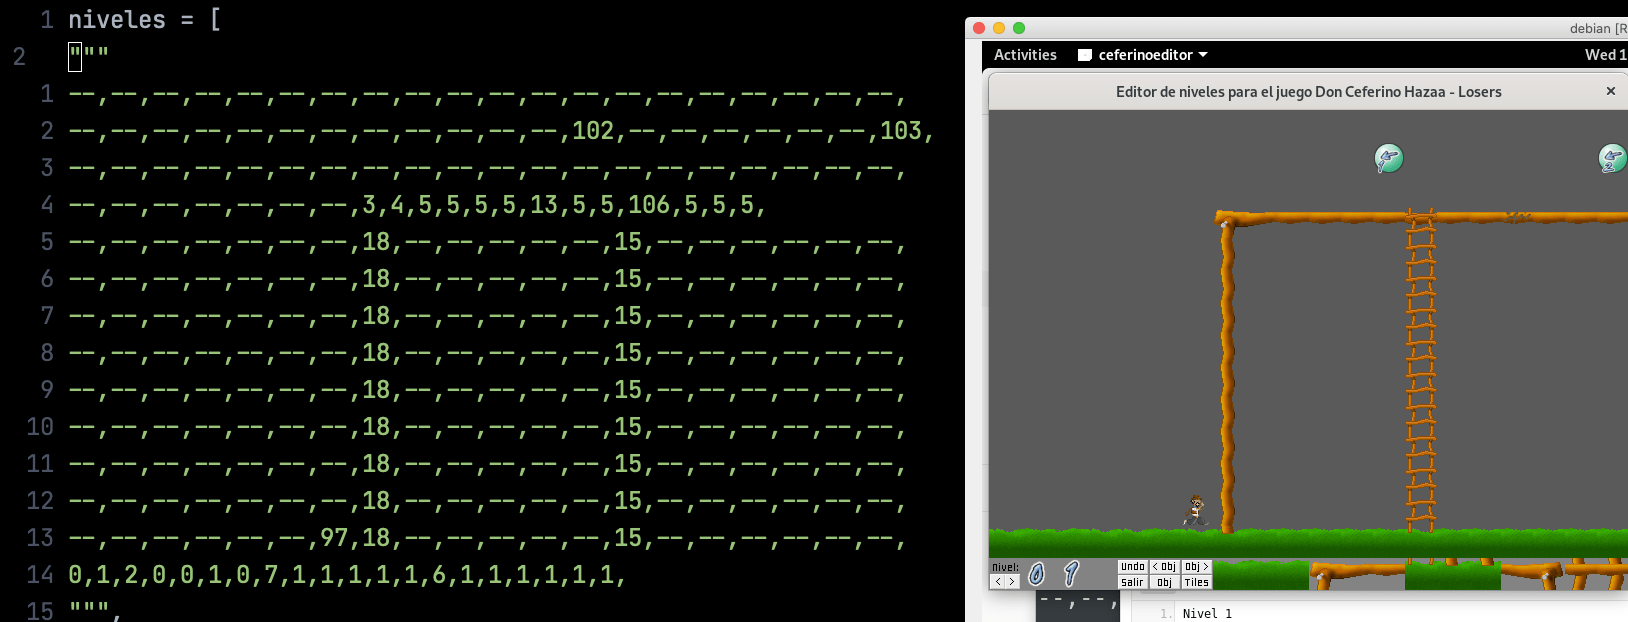 1 niveles = [
2 """
1 --,--,--,--,--,--,--,--,--,--,--,--,--,--,--,--,--,--,--,--,
2 --,--,--,--,--,--,--,--,--,--,--,--,102,--,--,--,--,--,--,103,
3 --,--,--,--,--,--,--,--,--,--,--,--,--,--,--,--,--,--,--,--,
4 --,--,--,--,--,--,--,3,4,5,5,5,5,13,5,5,106,5,5,5,
5 --,--,--,--,--,--,--,18,--,--,--,--,--,15,--,--,--,--,--,--,
6 --,--,--,--,--,--,--,18,--,--,--,--,--,15,--,--,--,--,--,--,
7 --,--,--,--,--,--,--,18,--,--,--,--,--,15,--,--,--,--,--,--,
8 --,--,--,--,--,--,--,18,--,--,--,--,--,15,--,--,--,--,--,--,
9 --,--,--,--,--,--,--,18,--,--,--,--,--,15,--,--,--,--,--,--,
10 --,--,--,--,--,--,--,18,--,--,--,--,--,15,--,--,--,--,--,--,
11 --,--,--,--,--,--,--,18,--,--,--,--,--,15,--,--,--,--,--,--,
12 --,--,--,--,--,--,--,18,--,--,--,--,--,15,--,--,--,--,--,--,
13 --,--,--,--,--,--,97,18,--,--,--,--,--,15,--,--,--,--,--,--,
14 0,1,2,0,0,1,0,7,1,1,1,1,1,6,1,1,1,1,1,1,
15 """,
debian [R
Activities ceferinoeditor Wed 1
Editor de niveles para el juego Don Ceferino Hazaa - Losers ×
1 2
Nivel: 0 1 Undo < Obj Obj >
< > Salir Obj Tiles
--,--,
1. Nivel 1